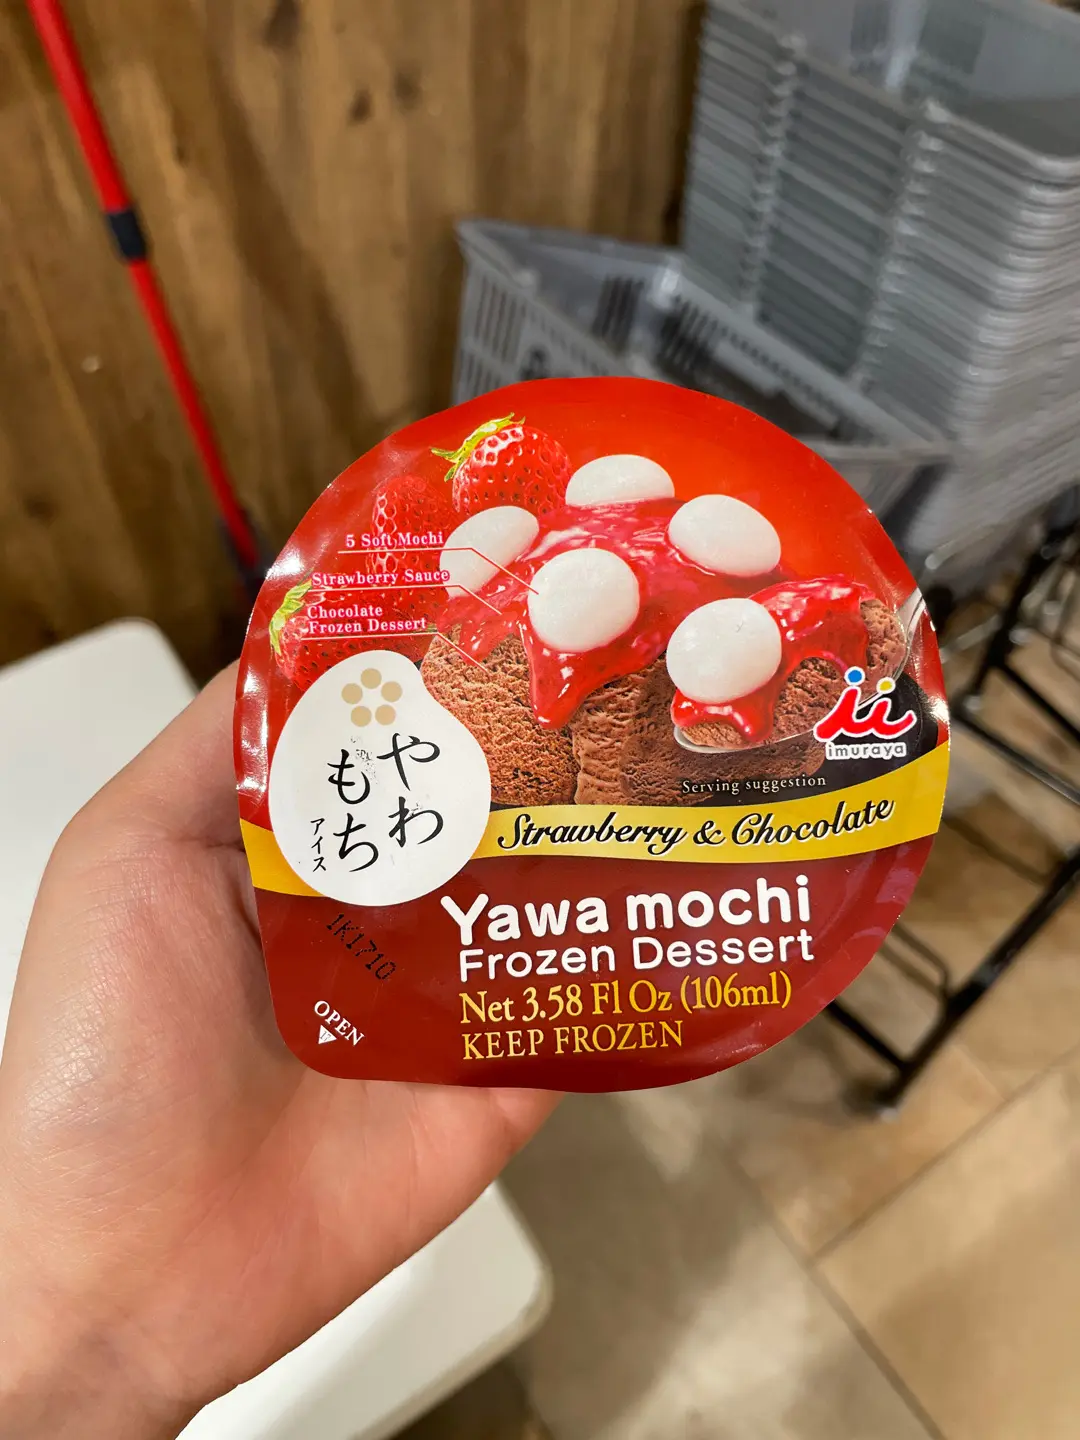 5 Soft Mochi
Strawberry Sauce
Chocolate
Frozen Dessert
imuraya
Serving suggestion
やわ
もち
アイス
Strawberry & Chocolate
Yawa mochi
Frozen Dessert
Net 3.58 Fl Oz (106ml)
KEEP FROZEN
1K1710
OPEN